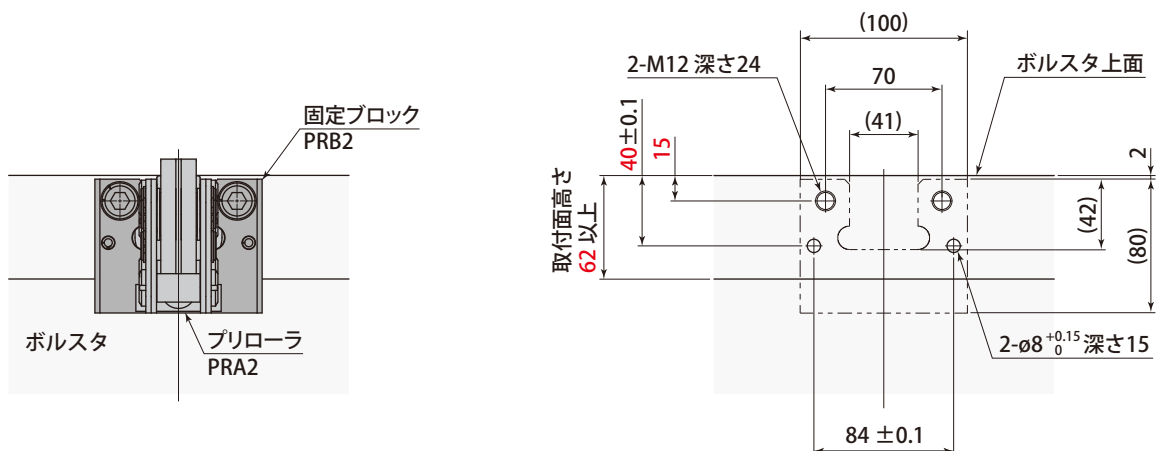 固定ブロック
PRB2
ボルスタ
プリローラ
PRA2
(100)
2-M12 深さ24
70
ボルスタ上面
(41)
40±0.1
15
2
取付面高さ
62 以上
(42)
(80)
2-ø8 +0.15 0 深さ15
84 ±0.1